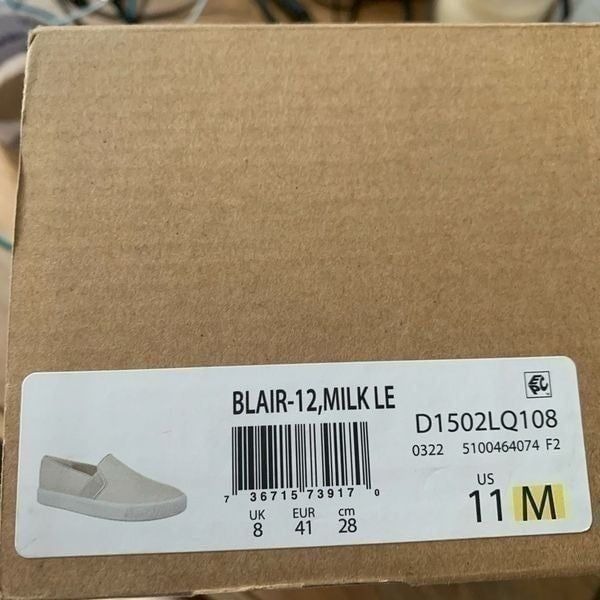 BLAIR-12,MILK LE
D1502LQ108
0322 5100464074 F2
7 36715 73917 0
UK EUR cm
8 41 28
US
11 M